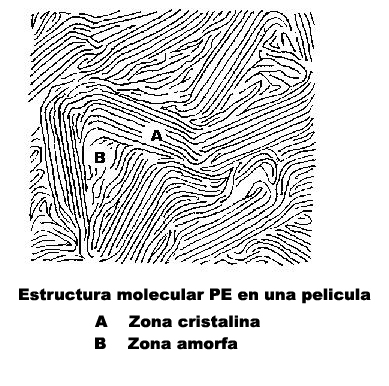 A
B
Estructura molecular PE en una pelicula
A Zona cristalina
B Zona amorfa